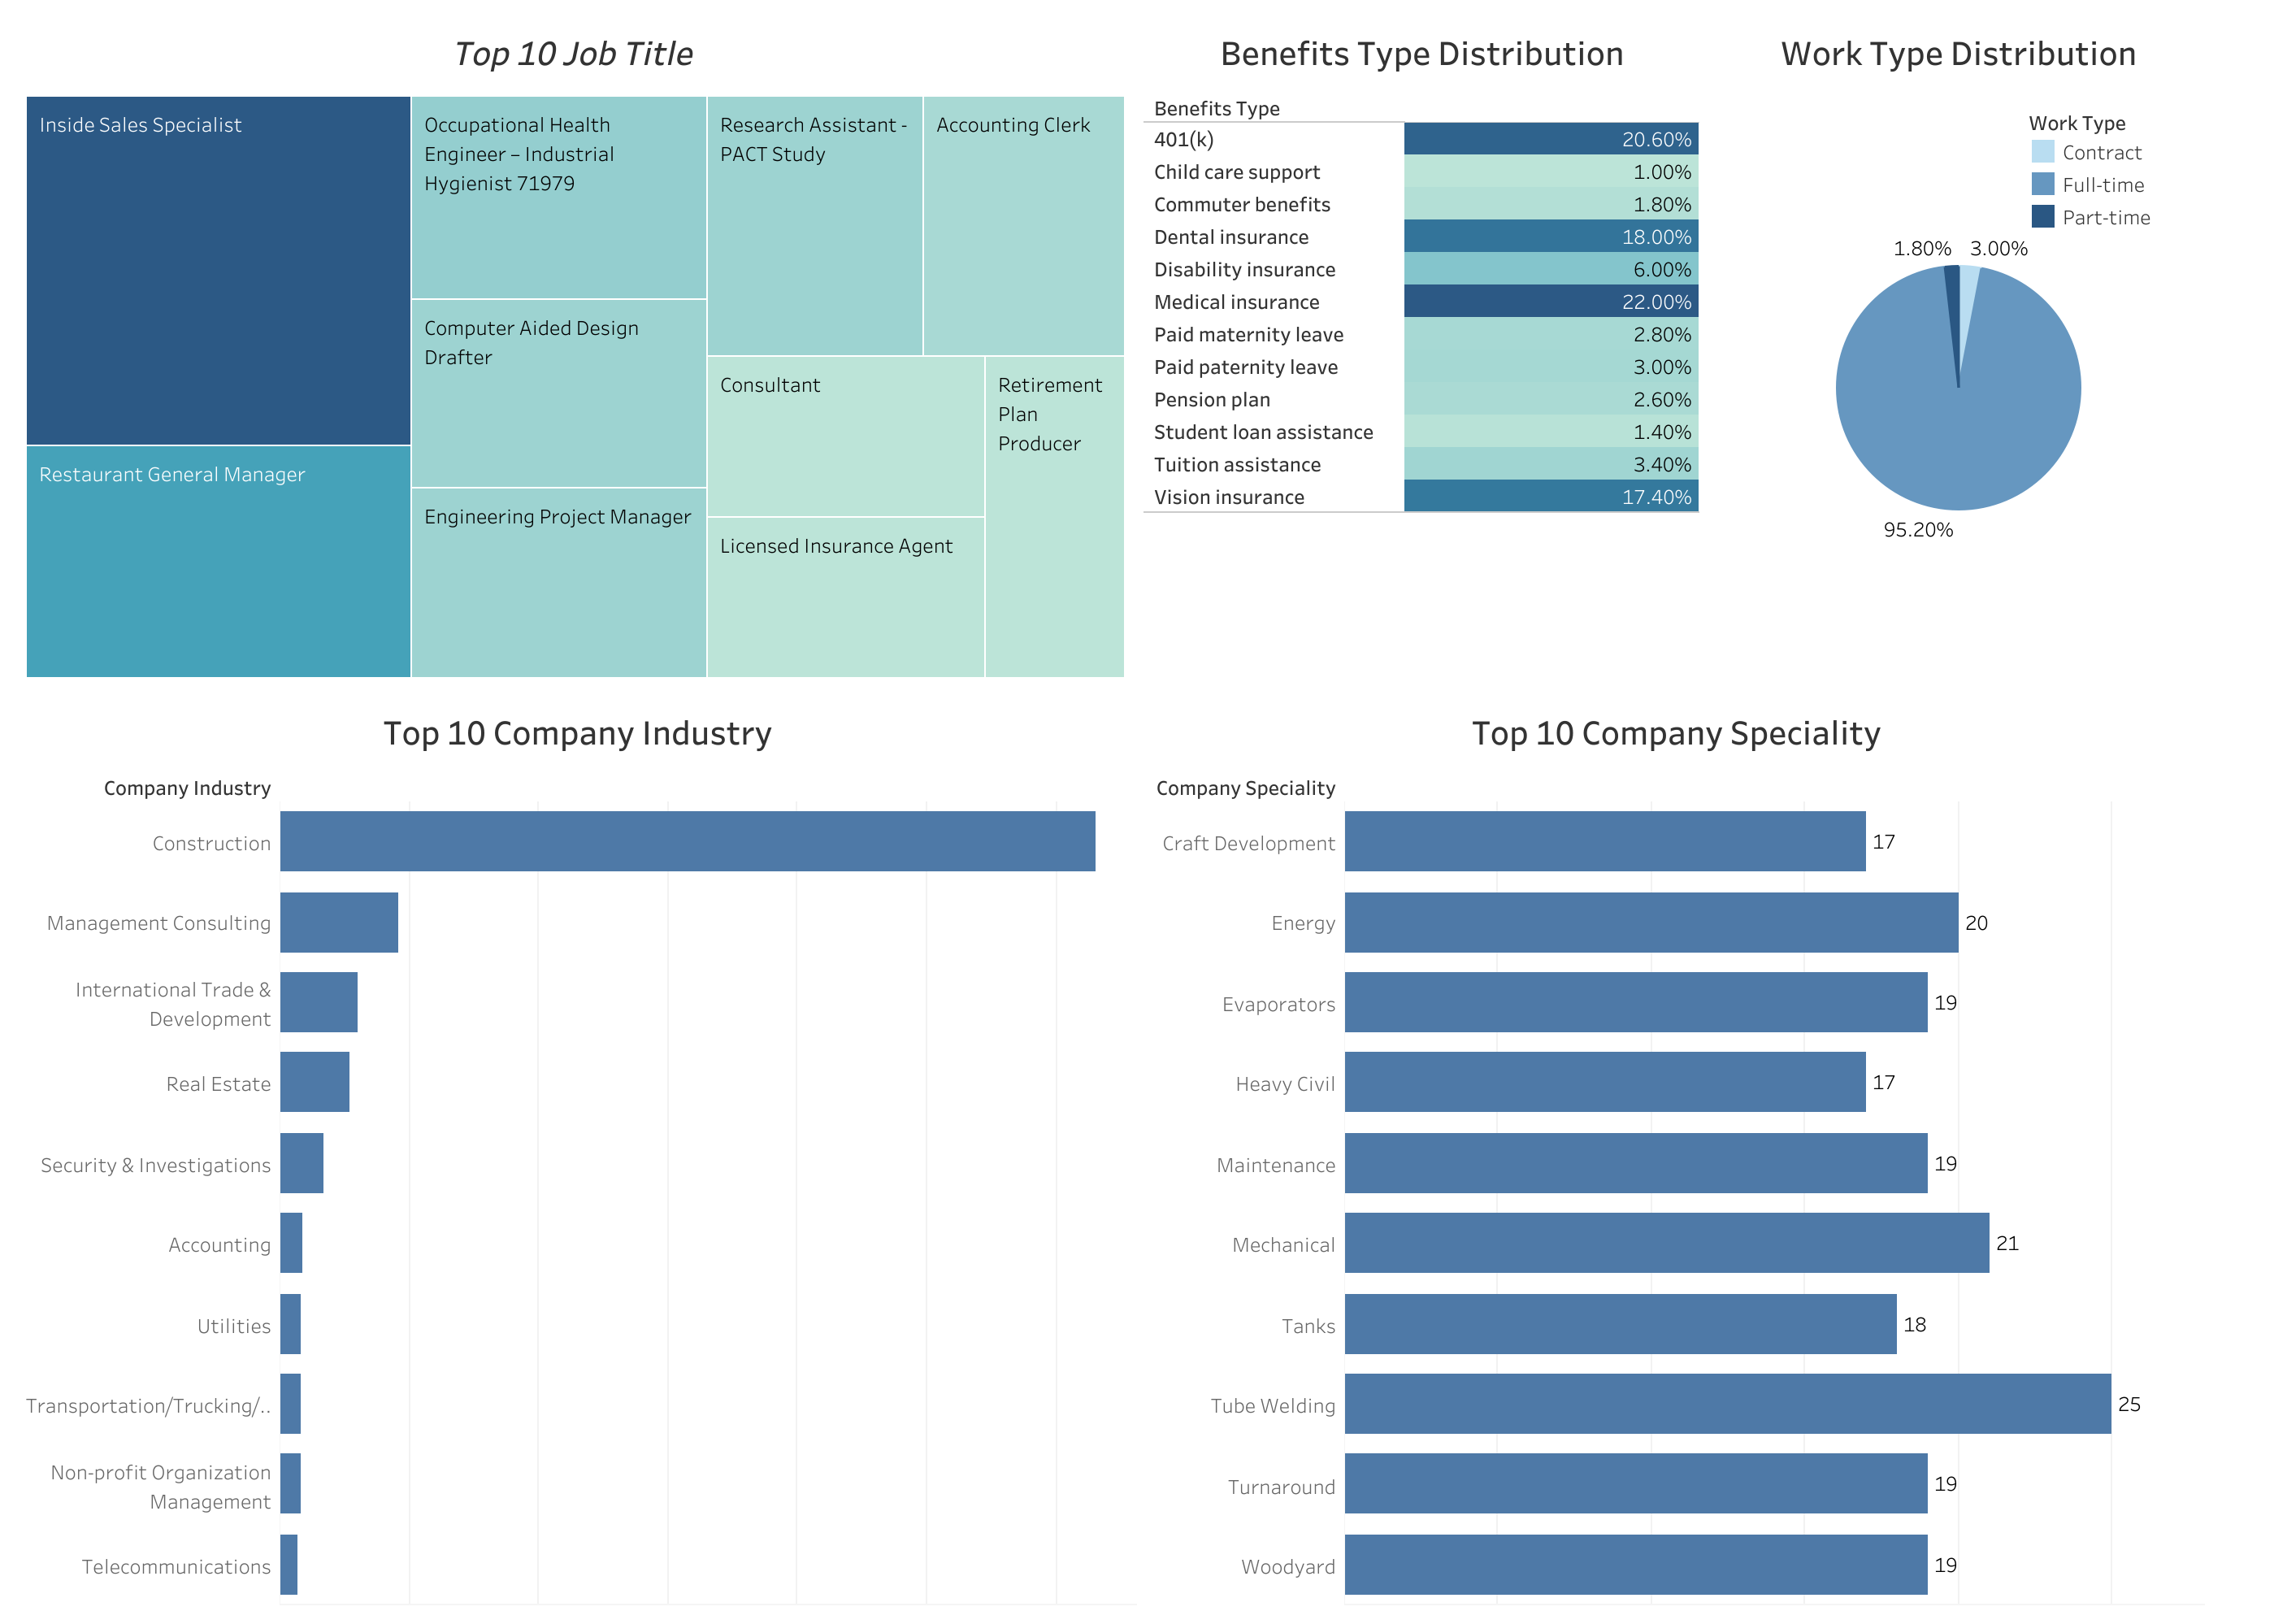 Top 10 Job Title
Inside Sales Specialist
Restaurant General Manager
Occupational Health
Engineer – Industrial
Hygienist 71979
Computer Aided Design
Drafter
Engineering Project Manager
Research Assistant -
PACT Study
Accounting Clerk
Consultant
Licensed Insurance Agent
Retirement
Plan
Producer
Benefits Type Distribution
Benefits Type
401(k) 20.60%
Child care support 1.00%
Commuter benefits 1.80%
Dental insurance 18.00%
Disability insurance 6.00%
Medical insurance 22.00%
Paid maternity leave 2.80%
Paid paternity leave 3.00%
Pension plan 2.60%
Student loan assistance 1.40%
Tuition assistance 3.40%
Vision insurance 17.40%
Work Type Distribution
Work Type
Contract
Full-time
Part-time
1.80% 3.00%
95.20%
Top 10 Company Industry
Company Industry
Construction
Management Consulting
International Trade &
Development
Real Estate
Security & Investigations
Accounting
Utilities
Transportation/Trucking/..
Non-profit Organization
Management
Telecommunications
Top 10 Company Speciality
Company Speciality
Craft Development 17
Energy 20
Evaporators 19
Heavy Civil 17
Maintenance 19
Mechanical 21
Tanks 18
Tube Welding 25
Turnaround 19
Woodyard 19